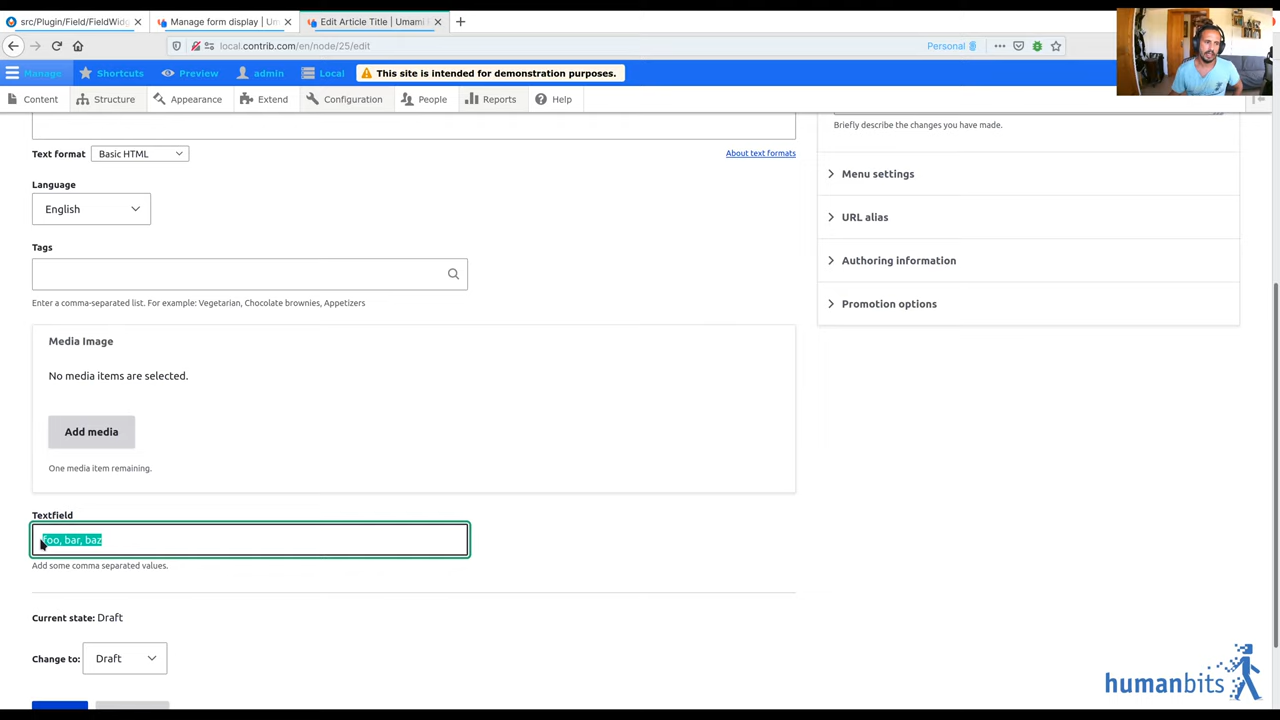 src/Plugin/Field/FieldWidg
Manage form display | Um
Edit Article Title | Umami
local.contrib.com/en/node/25/edit
Personal
Manage
Shortcuts
Preview
admin
Local
This site is intended for demonstration purposes.
Content
Structure
Appearance
Extend
Configuration
People
Reports
Help
Briefly describe the changes you have made.
Text format
Basic HTML
About text formats
Menu settings
Language
English
URL alias
Tags
Authoring information
Enter a comma-separated list. For example: Vegetarian, Chocolate brownies, Appetizers
Promotion options
Media Image
No media items are selected.
Add media
One media item remaining.
Textfield
foo, bar, baz
Add some comma separated values.
Current state: Draft
Change to:
Draft
humanbits